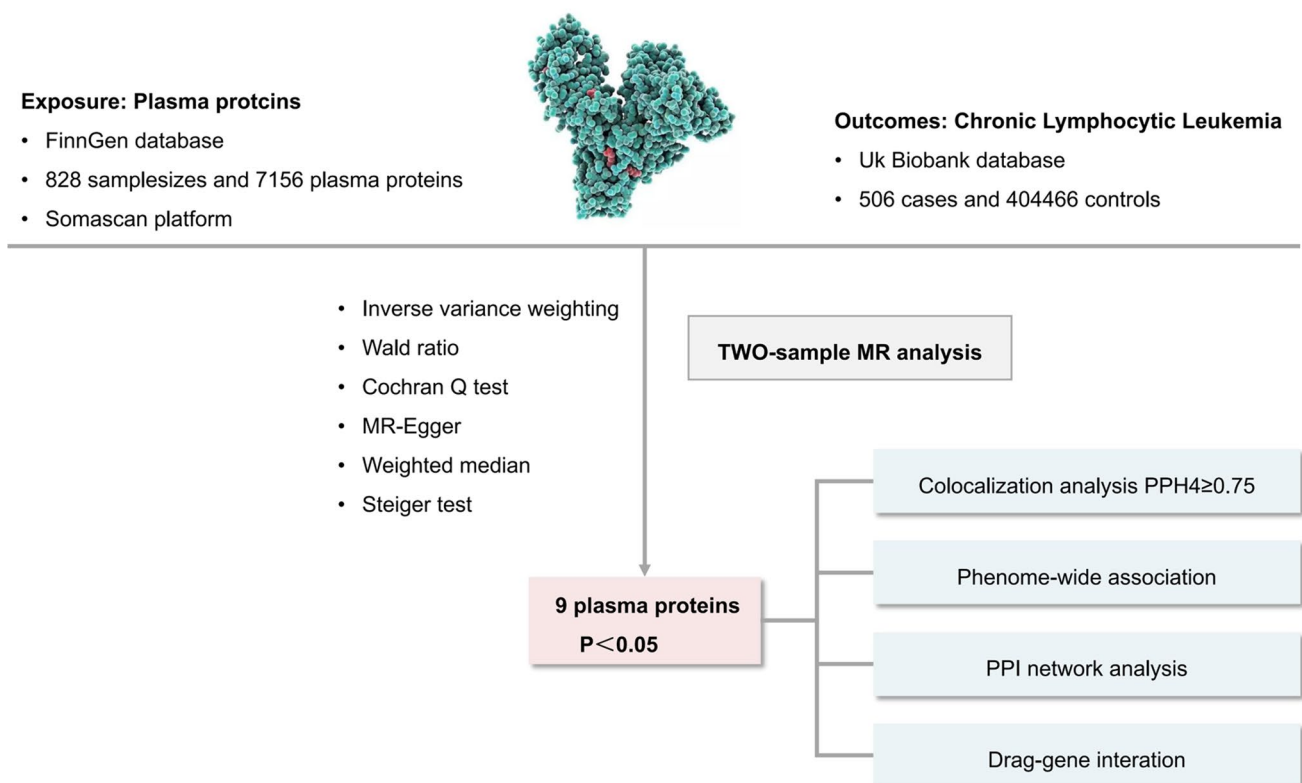 Exposure: Plasma protcins
• FinnGen database
• 828 samplesizes and 7156 plasma proteins
• Somascan platform
Outcomes: Chronic Lymphocytic Leukemia
• Uk Biobank database
• 506 cases and 404466 controls
• Inverse variance weighting
• Wald ratio
• Cochran Q test
• MR-Egger
• Weighted median
• Steiger test
TWO-sample MR analysis
9 plasma proteins
P＜0.05
Colocalization analysis PPH4≥0.75
Phenome-wide association
PPI network analysis
Drag-gene interation